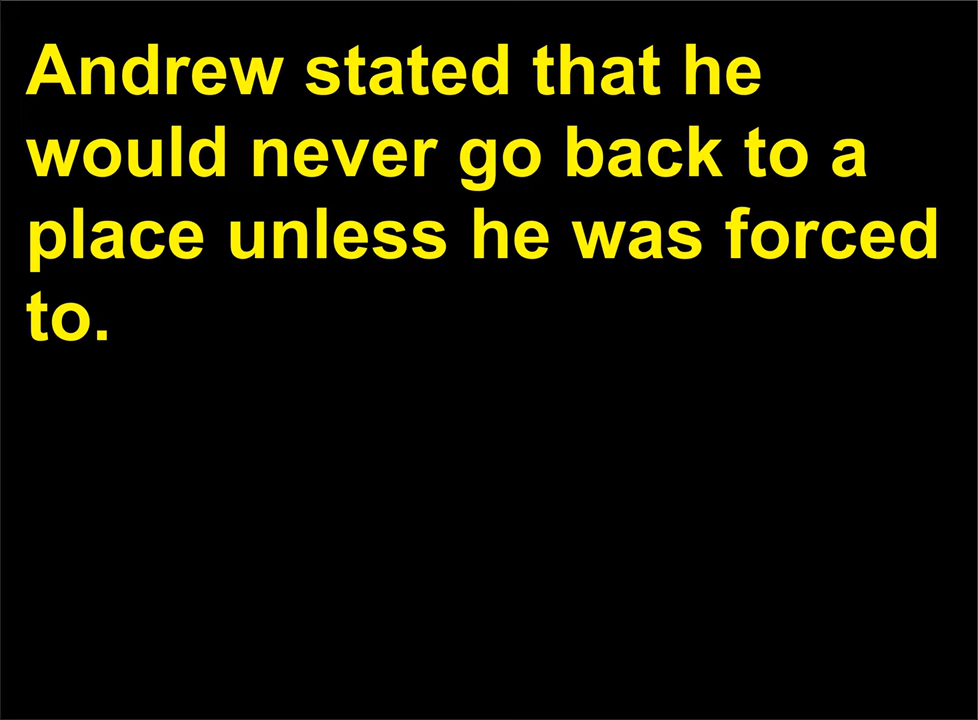 Andrew stated that he
would never go back to a
place unless he was forced
to.